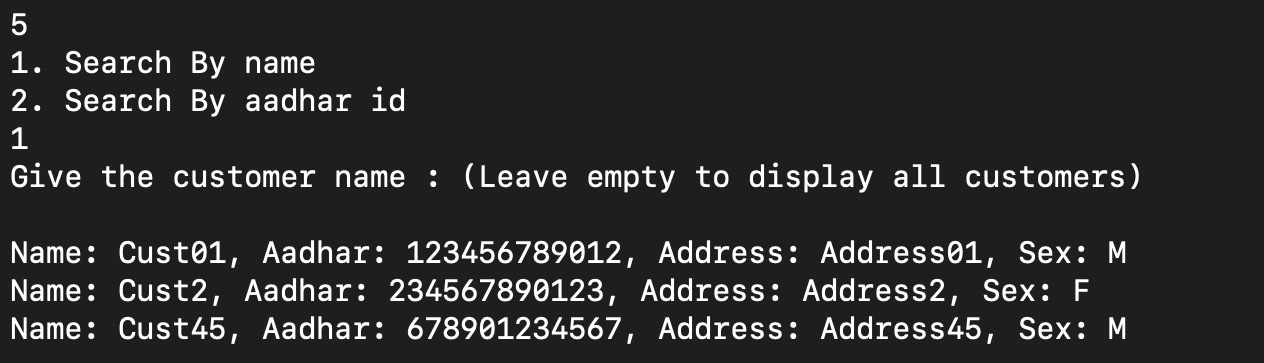 5
1. Search By name
2. Search By aadhar id
1
Give the customer name : (Leave empty to display all customers)
Name: Cust01, Aadhar: 123456789012, Address: Address01, Sex: M
Name: Cust2, Aadhar: 234567890123, Address: Address2, Sex: F
Name: Cust45, Aadhar: 678901234567, Address: Address45, Sex: M